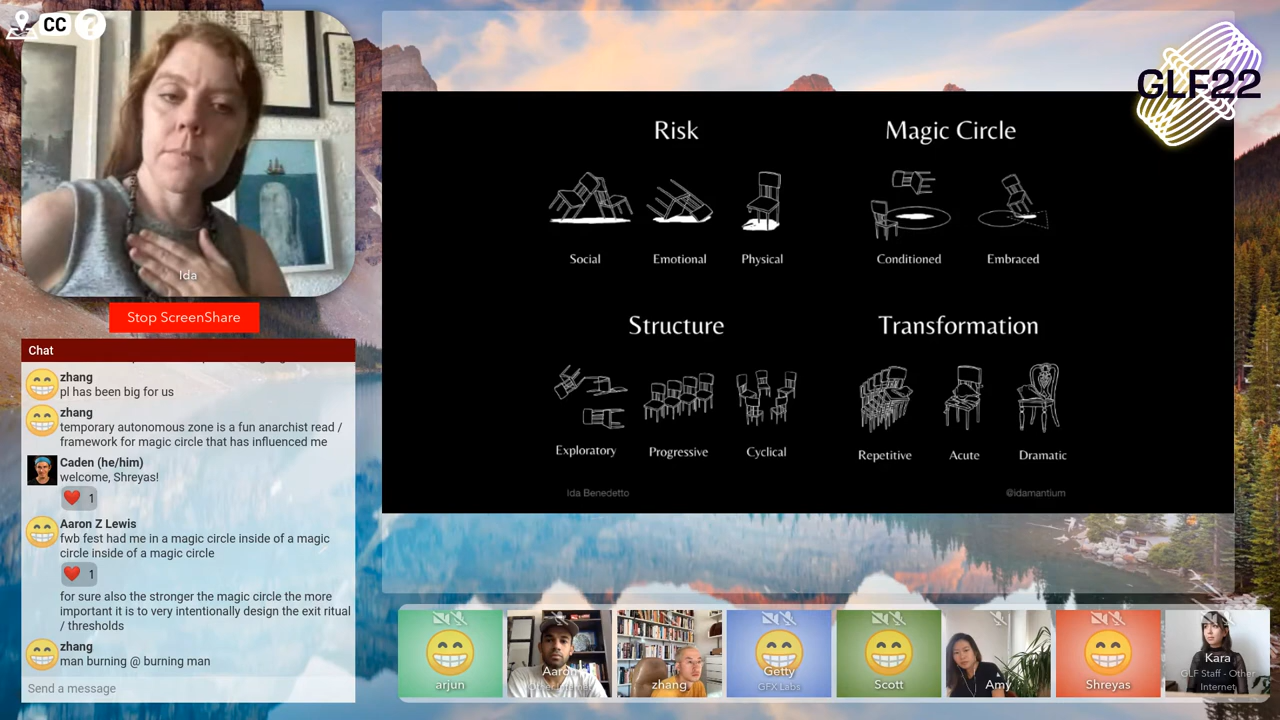 CC
?
Ida
Stop ScreenShare
Chat
zhang
pl has been big for us
zhang
temporary autonomous zone is a fun anarchist read /
framework for magic circle that has influenced me
Caden (he/him)
welcome, Shreyas!
1
Aaron Z Lewis
fwb fest had me in a magic circle inside of a magic
circle inside of a magic circle
1
for sure also the stronger the magic circle the more
important it is to very intentionally design the exit ritual
/ thresholds
zhang
man burning @ burning man
Send a message
GLF22
Risk
Social Emotional Physical
Magic Circle
Conditioned Embraced
Structure
Exploratory Progressive Cyclical
Transformation
Repetitive Acute Dramatic
Ida Benedetto
@idamantium
arjun
zhang
Getty
GFX Labs
Scott
Amy
Shreyas
Kara
GLF Staff - Other
Internet